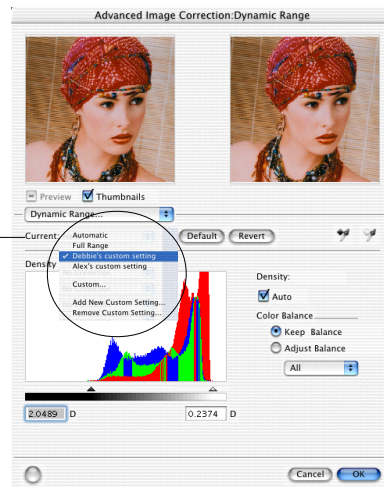 Advanced Image Correction:Dynamic Range
Preview
Thumbnails
Dynamic Range...
Current:
Automatic
Full Range
Debbie's custom setting
Alex's custom setting
Custom...
Add New Custom Setting...
Remove Custom Setting...
Default
Revert
Density
Density:
Auto
Color Balance
Keep Balance
Adjust Balance
All
2.0489 D
0.2374 D
Cancel
OK